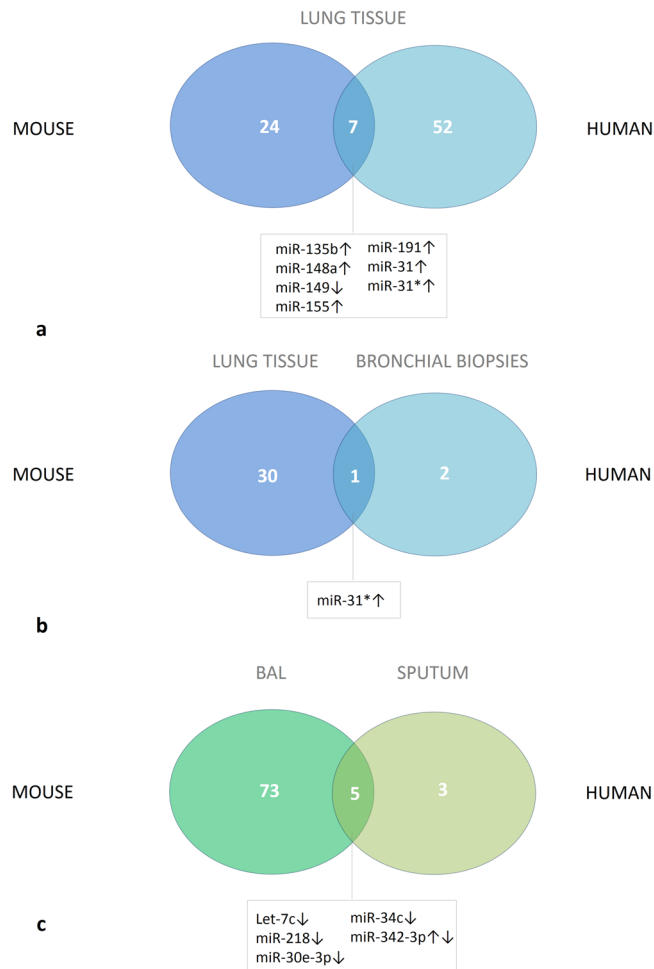 LUNG TISSUE
MOUSE
24
7
52
HUMAN
miR-135b↑
miR-148a↑
miR-149↓
miR-155↑
miR-191↑
miR-31↑
miR-31*↑
a
LUNG TISSUE
BRONCHIAL BIOPSIES
MOUSE
30
1
2
HUMAN
miR-31*↑
b
BAL
SPUTUM
MOUSE
73
5
3
HUMAN
Let-7c↓
miR-218↓
miR-30e-3p↓
miR-34c↓
miR-342-3p↑↓
c